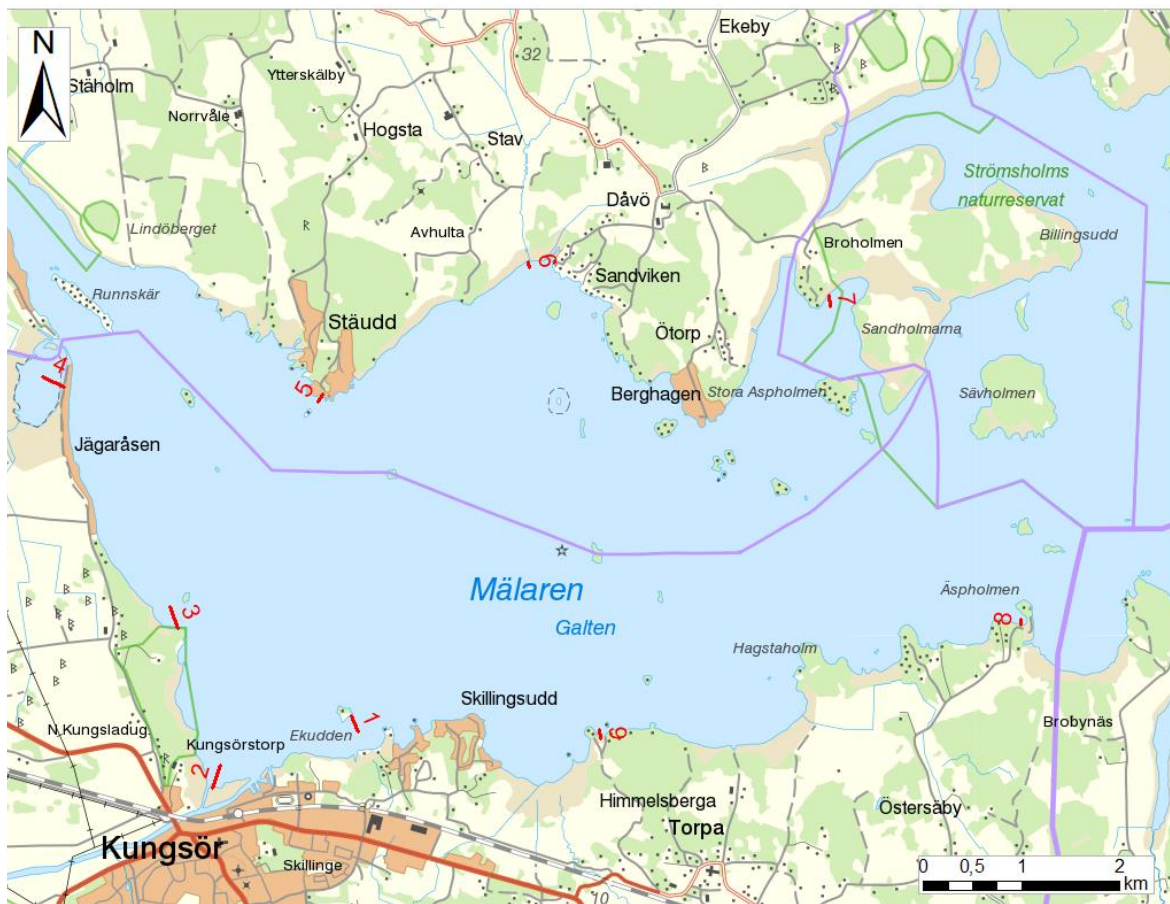 N
Ekeby
32
Ytterskälby
Stäholm
Norrvåle
Hogsta
Stav
Strömsholms
naturreservat
Dåvö
Lindöberget
Avhulta
Broholmen
Billingsudd
6
Sandviken
Runnskär
7
Stäudd
Sandholmarna
Ötorp
4
5
Berghagen
Stora Aspholmen
Sävholmen
Jägaråsen
Mälaren
Äspholmen
3
8
Galten
Hagstaholm
Skillingsudd
N.Kungsladug.
1
Ekudden
9
Brobynäs
Kungsörstorp
2
Himmelsberga
Östersäby
Torpa
Kungsör
Skillinge
0 0,5 1 2
km
10